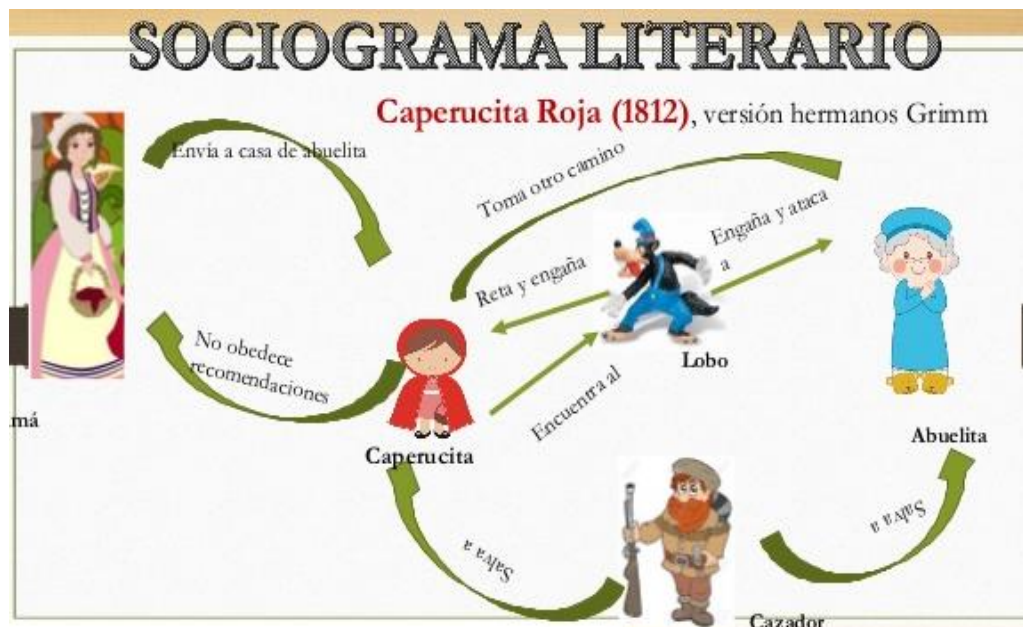 SOCIOGRAMA LITERARIO
Caperucita Roja (1812), versión hermanos Grimm
Envía a casa de abuelita
Toma otro camino
Engaña y ataca
a
Reta y engaña
No obedece
recomendaciones
Lobo
Encuentra al
má
Caperucita
Abuelita
Salva a
Salva a
Cazador